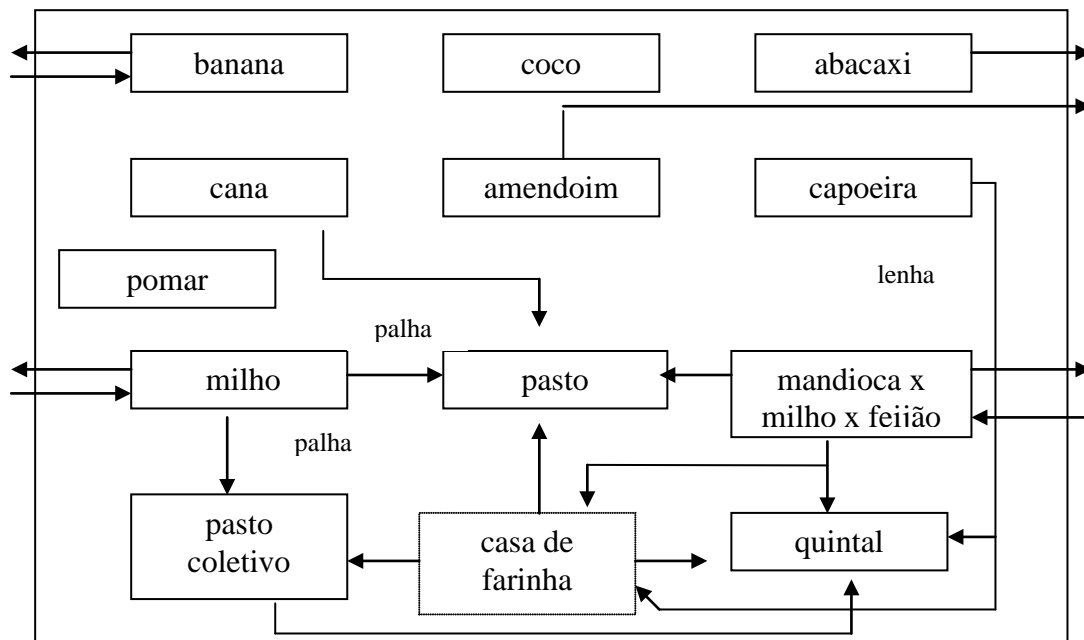 banana
coco
abacaxi
cana
amendoim
capoeira
pomar
lenha
palha
milho
pasto
mandioca x
milho x feijão
palha
pasto
coletivo
casa de
farinha
quintal